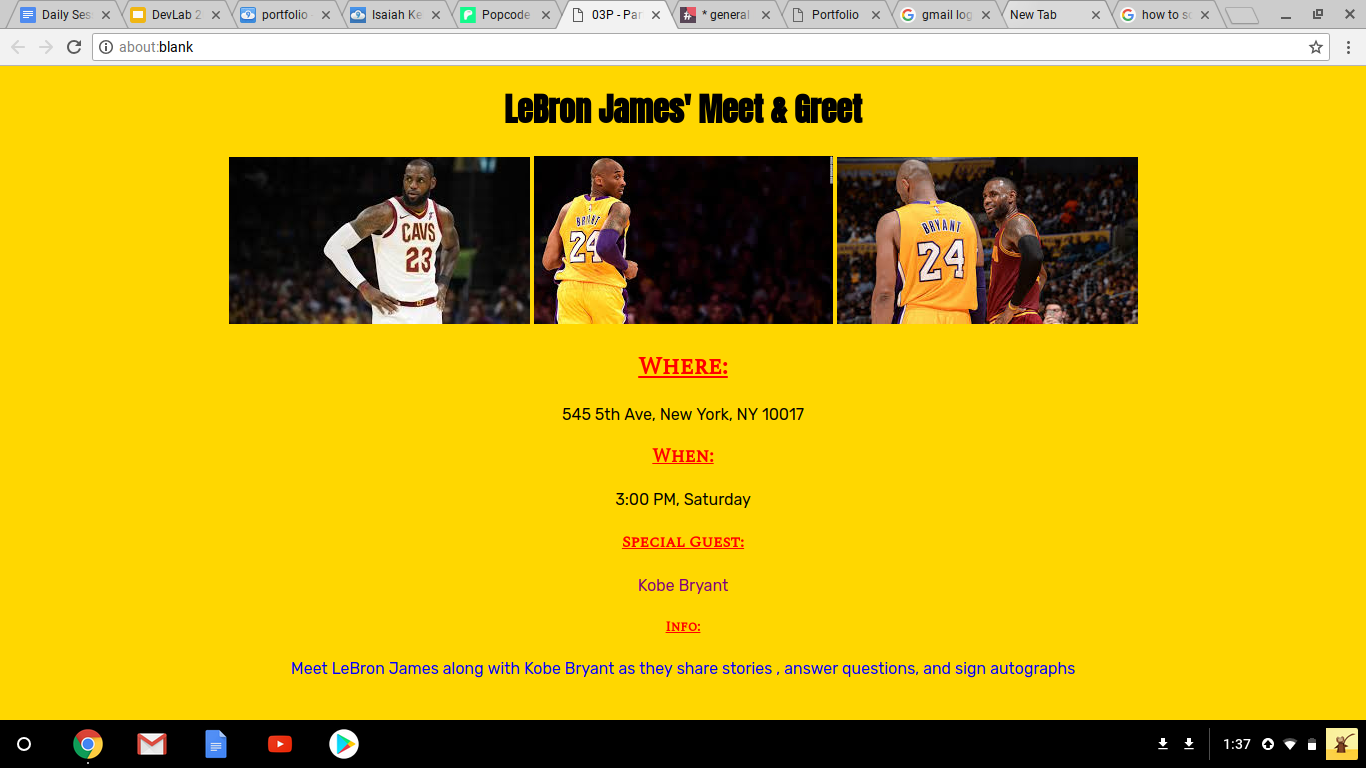 Daily Ses
DevLab 2
portfolio
Isaiah Ke
Popcode
03P - Par
* general
Portfolio
gmail log
New Tab
how to sc
about:blank
LeBron James' Meet & Greet
CAVS
23
BRYANT
24
BRYANT
24
Where:
545 5th Ave, New York, NY 10017
When:
3:00 PM, Saturday
Special Guest:
Kobe Bryant
Info:
Meet LeBron James along with Kobe Bryant as they share stories , answer questions, and sign autographs
1:37